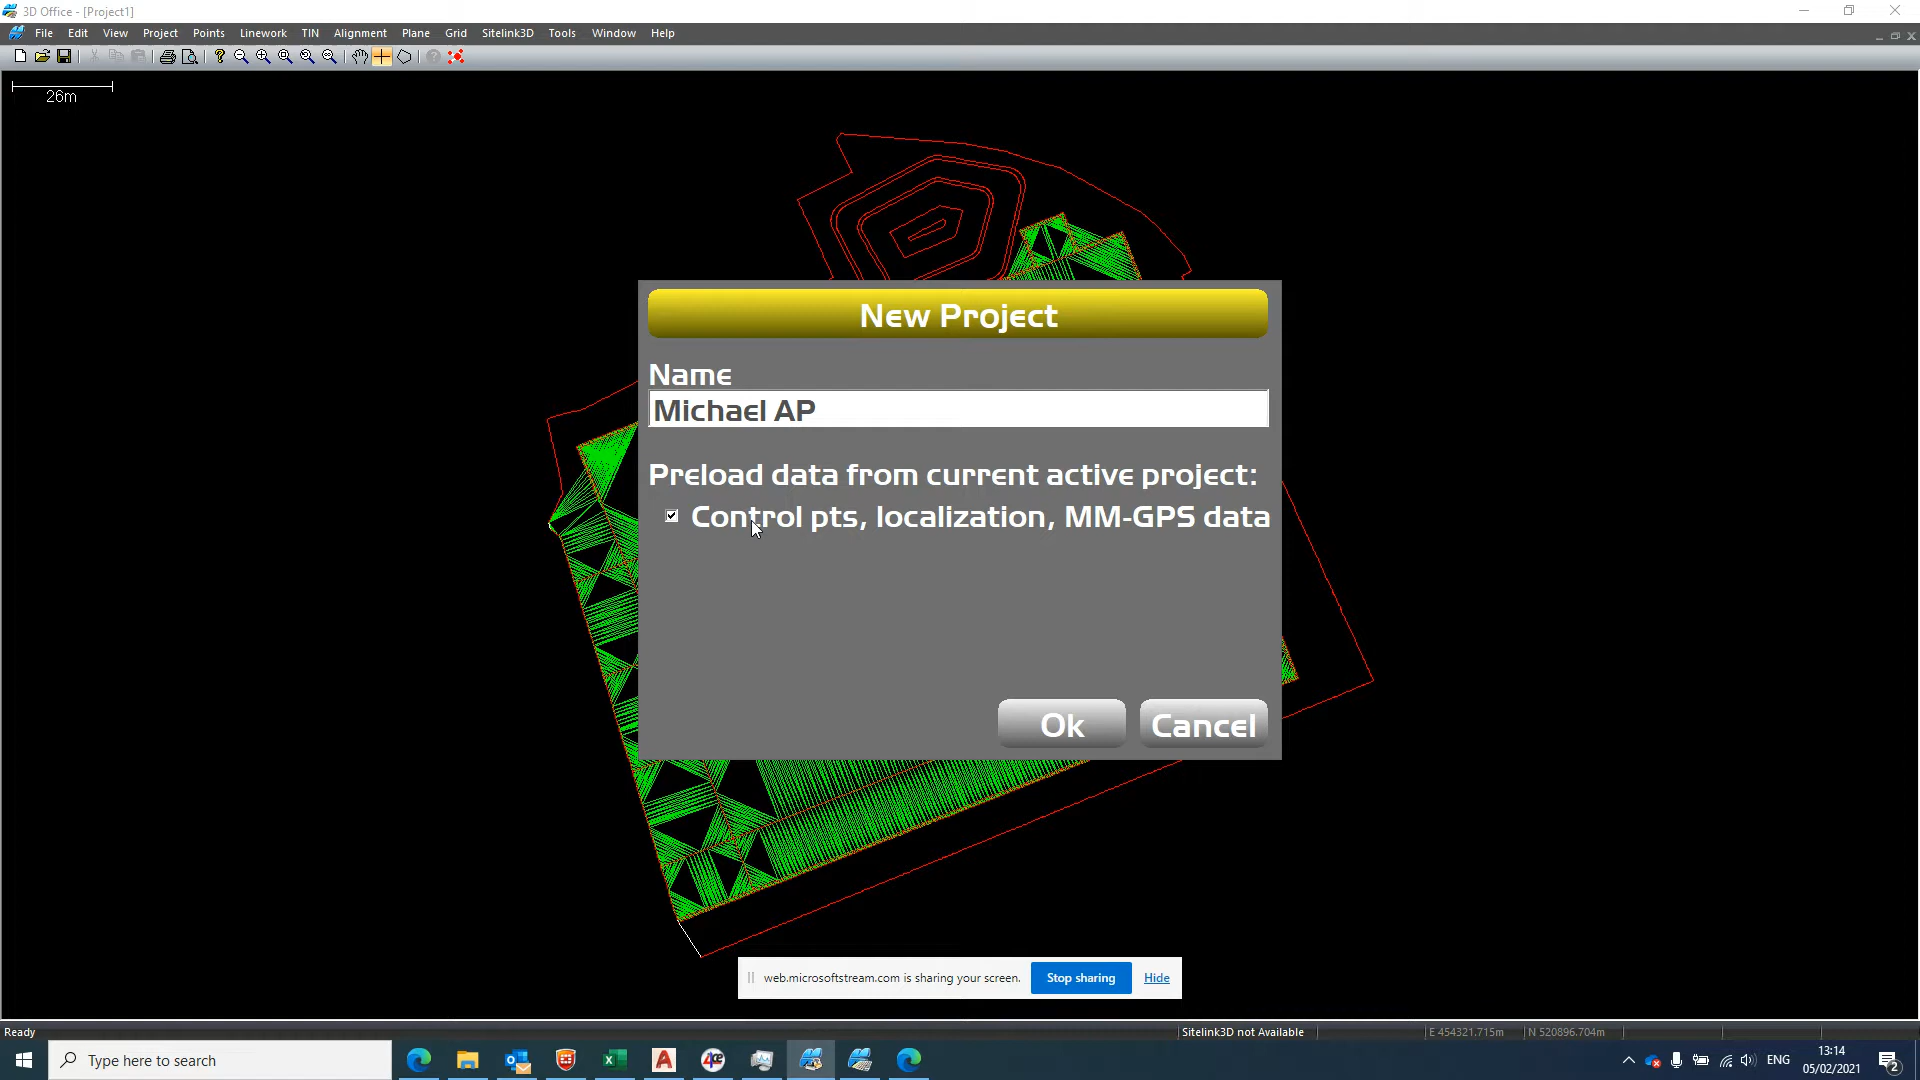 3D Office - [Project1]
File Edit View Project Points Linework TIN Alignment Plane Grid Sitelink3D Tools Window Help
26m
New Project
Name
Michael AP
Preload data from current active project:
Control pts, localization, MM-GPS data
Ok Cancel
web.microsoftstream.com is sharing your screen. Stop sharing Hide
Ready Sitelink3D not Available E 454321.715m N 520896.704m
Type here to search
ENG
13:14
05/02/2021
2